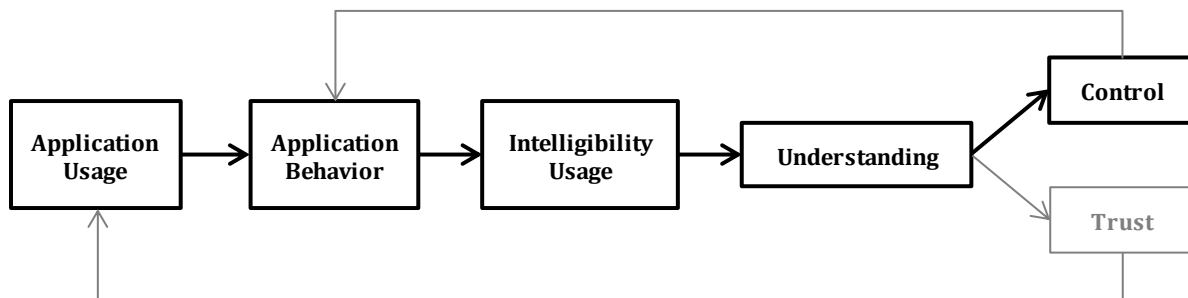 Application
Usage
Application
Behavior
Intelligibility
Usage
Understanding
Control
Trust